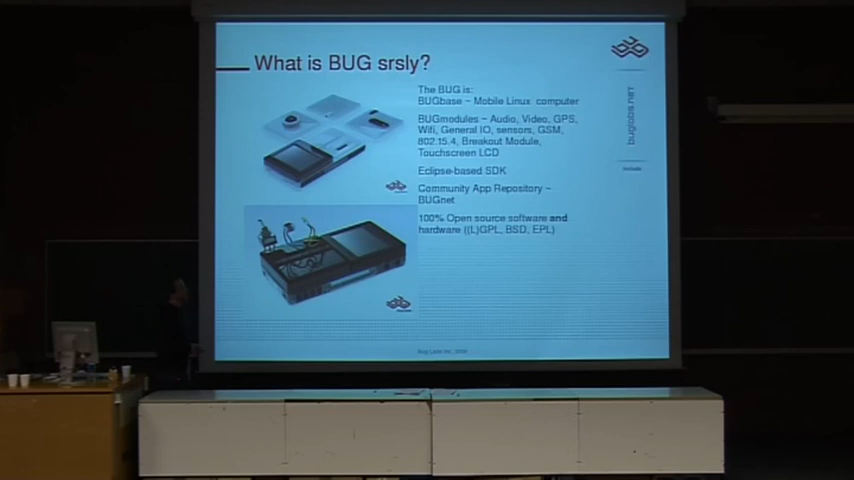 What is BUG srsly?
The BUG is:
BUGbase - Mobile Linux computer
BUGmodules - Audio, Video, GPS,
Wifi, General IO, sensors, GSM,
802.15.4, Breakout Module,
Touchscreen LCD
Eclipse-based SDK
Community App Repository -
BUGnet
100% Open source software and
hardware ((L)GPL, BSD, EPL)
buglabs.net